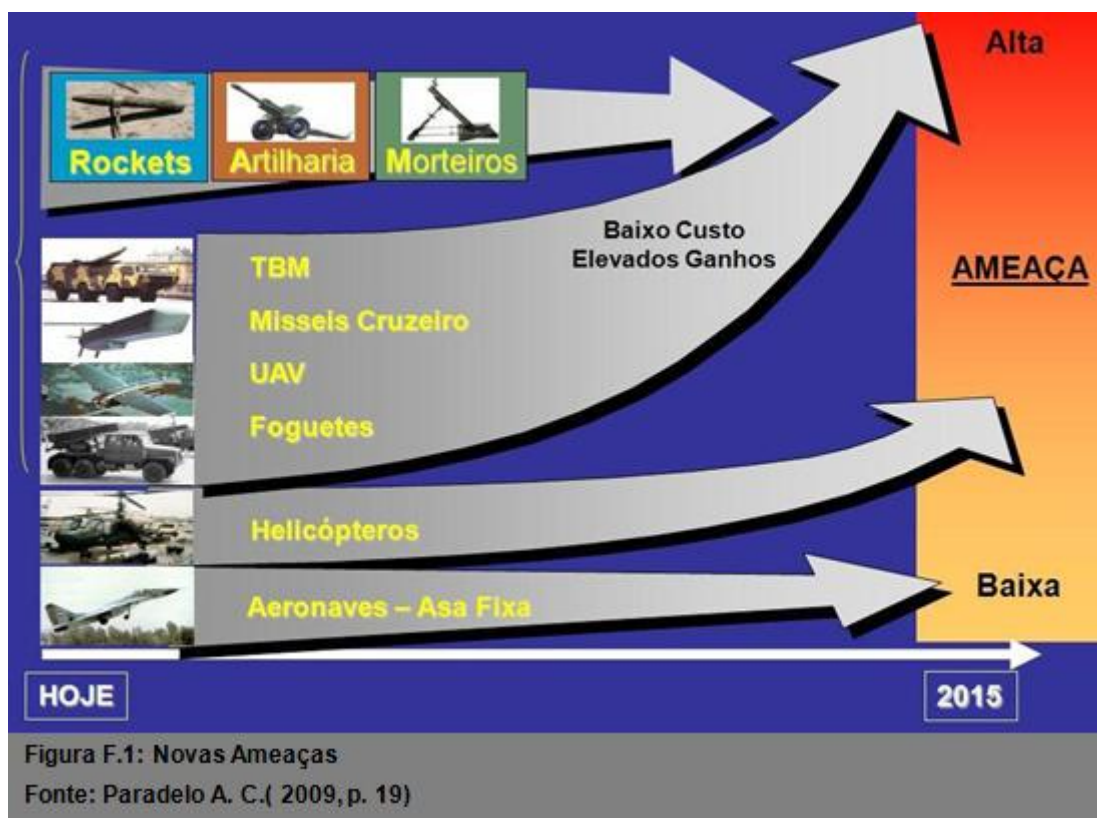 Alta
Rockets
Artilharia
Morteiros
Baixo Custo
Elevados Ganhos
TBM
AMEAÇA
Misseis Cruzeiro
UAV
Foguetes
Helicópteros
Baixa
Aeronaves – Asa Fixa
HOJE
2015
Figura F.1: Novas Ameaças
Fonte: Paradelo A. C.( 2009, p. 19)